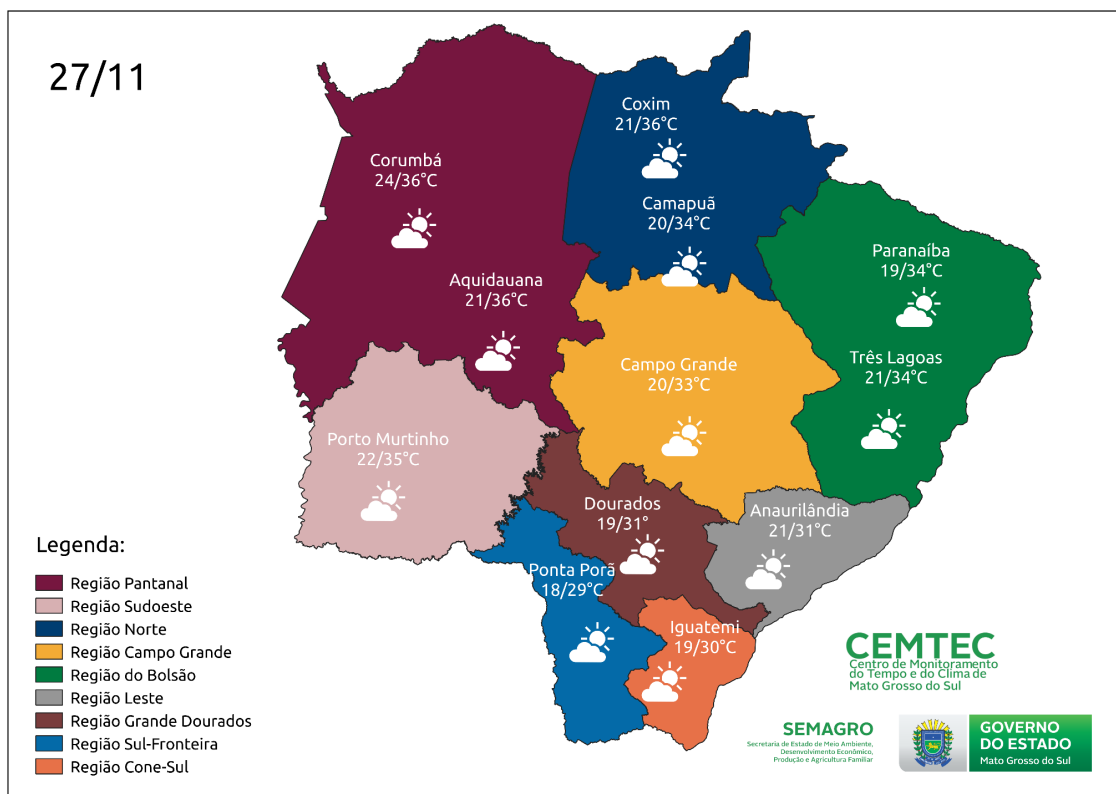 27/11
Coxim
21/36°C
Corumbá
24/36°C
Camapuã
20/34°C
Paranaíba
19/34°C
Aquidauana
21/36°C
Três Lagoas
21/34°C
Campo Grande
20/33°C
Porto Murtinho
22/35°C
Dourados
19/31°
Anaurilândia
21/31°C
Ponta Porã
18/29°C
Iguatemi
19/30°C
Legenda:
Região Pantanal
Região Sudoeste
Região Norte
Região Campo Grande
Região do Bolsão
Região Leste
Região Grande Dourados
Região Sul-Fronteira
Região Cone-Sul
CEMTEC
Centro de Monitoramento
do Tempo e do Clima de
Mato Grosso do Sul
SEMAGRO
Secretaria de Estado de Meio Ambiente,
Desenvolvimento Econômico,
Produção e Agricultura Familiar
GOVERNO
DO ESTADO
Mato Grosso do Sul